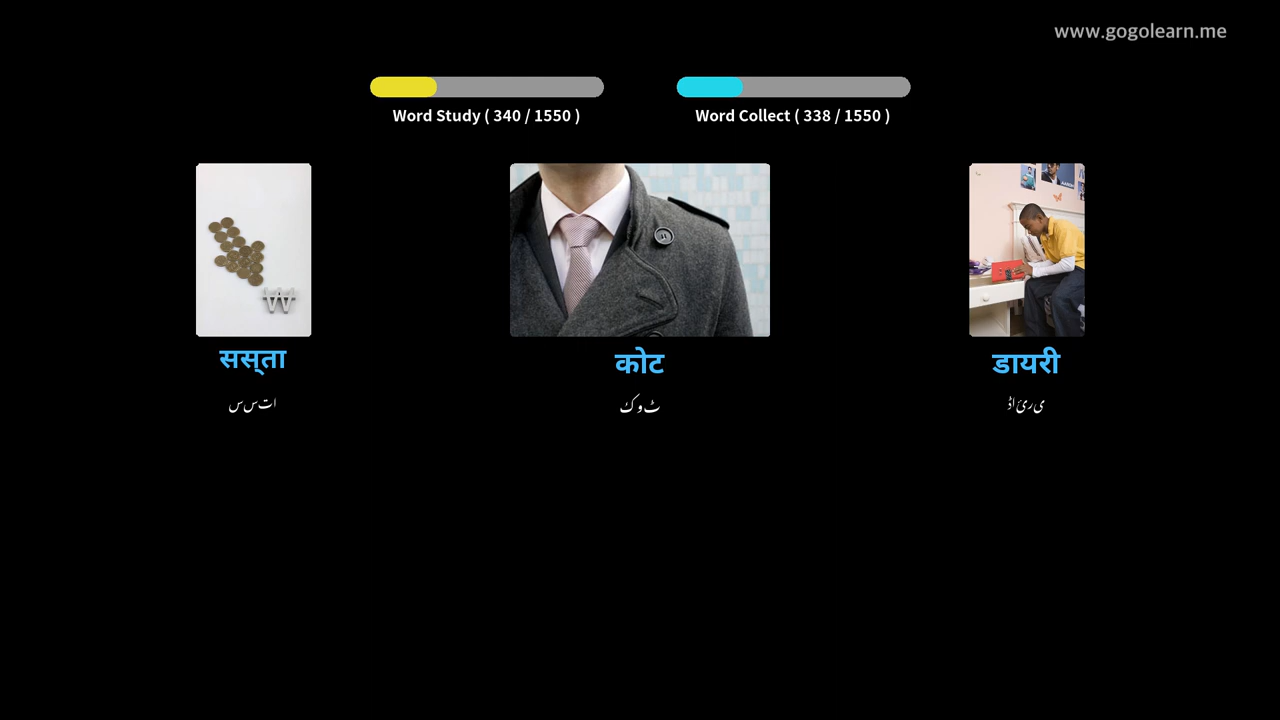 www.gogolearn.me
Word Study ( 340 / 1550 )
Word Collect ( 338 / 1550 )
सस्ता
कोट
डायरी
اتسس
ٹوک
یرئاڈ